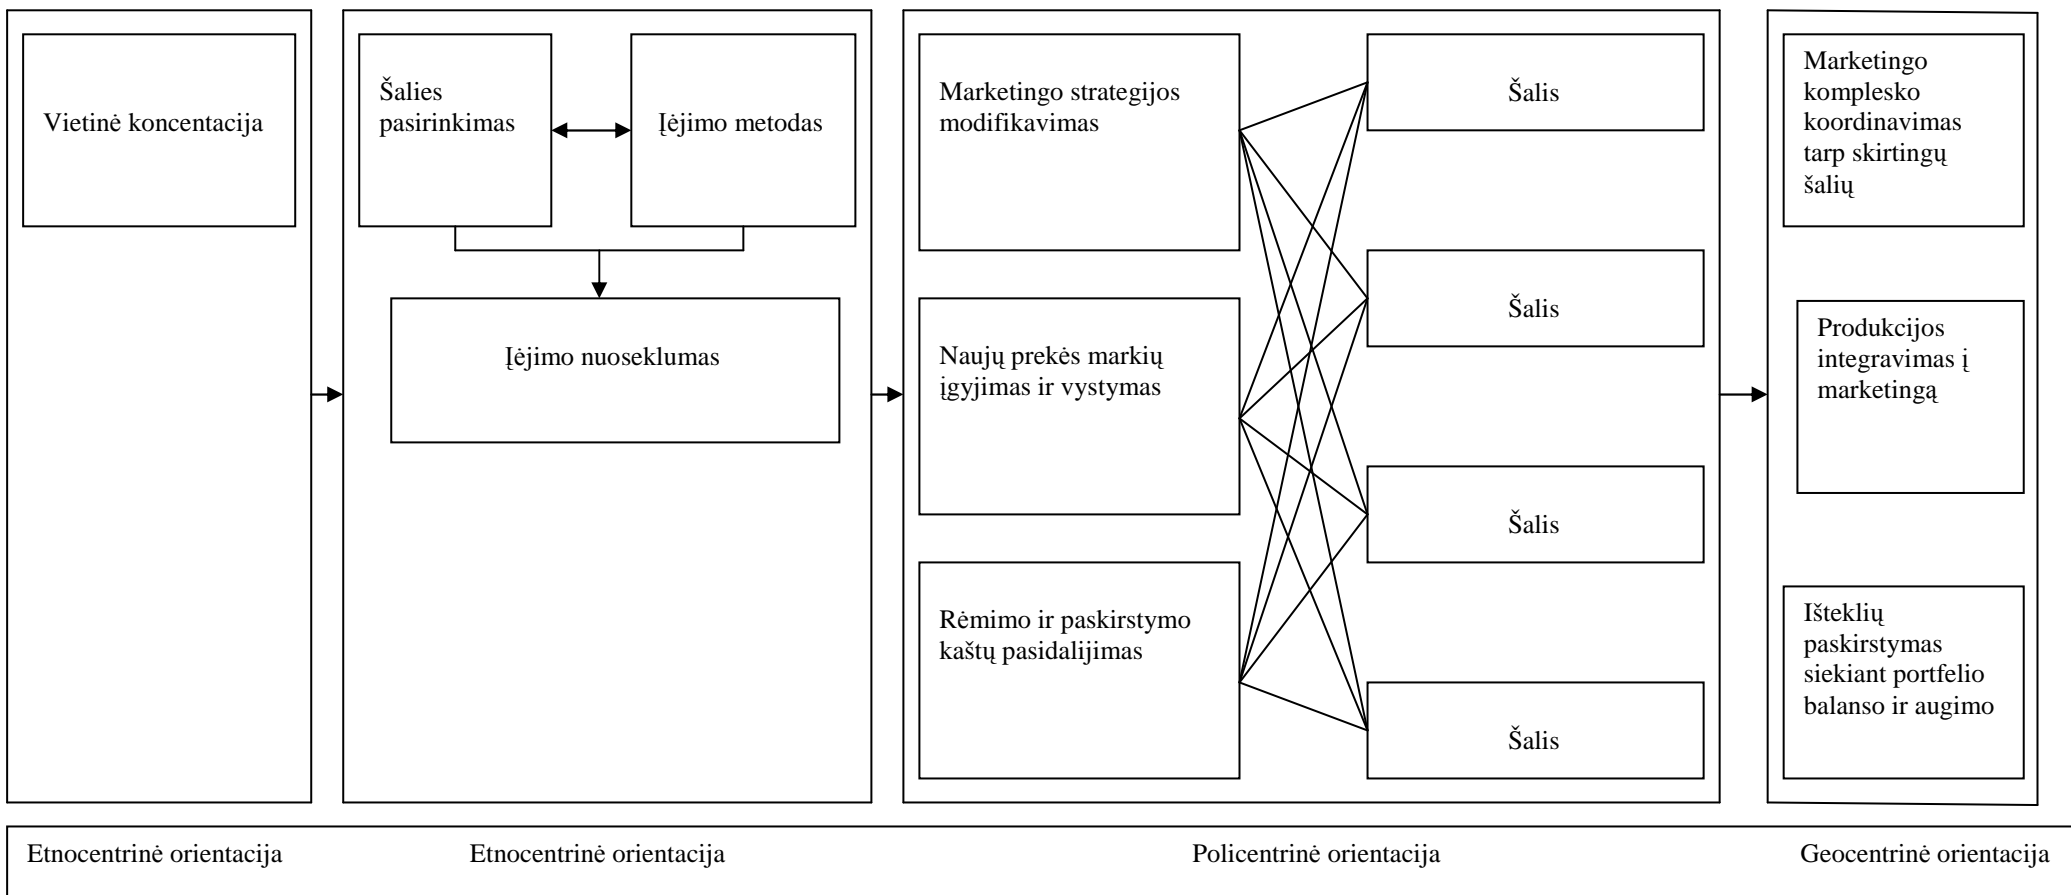 Vietinė koncentacija
Šalies
pasirinkimas
Įėjimo metodas
Įėjimo nuoseklumas
Marketingo strategijos
modifikavimas
Naujų prekės markių
įgyjimas ir vystymas
Rėmimo ir paskirstymo
kaštų pasidalijimas
Šalis
Šalis
Šalis
Šalis
Marketingo
komplesko
koordinavimas
tarp skirtingų
šalių
Produkcijos
integravimas į
marketingą
Išteklių
paskirstymas
siekiant portfelio
balanso ir augimo
Etnocentrinė orientacija
Etnocentrinė orientacija
Policentrinė orientacija
Geocentrinė orientacija